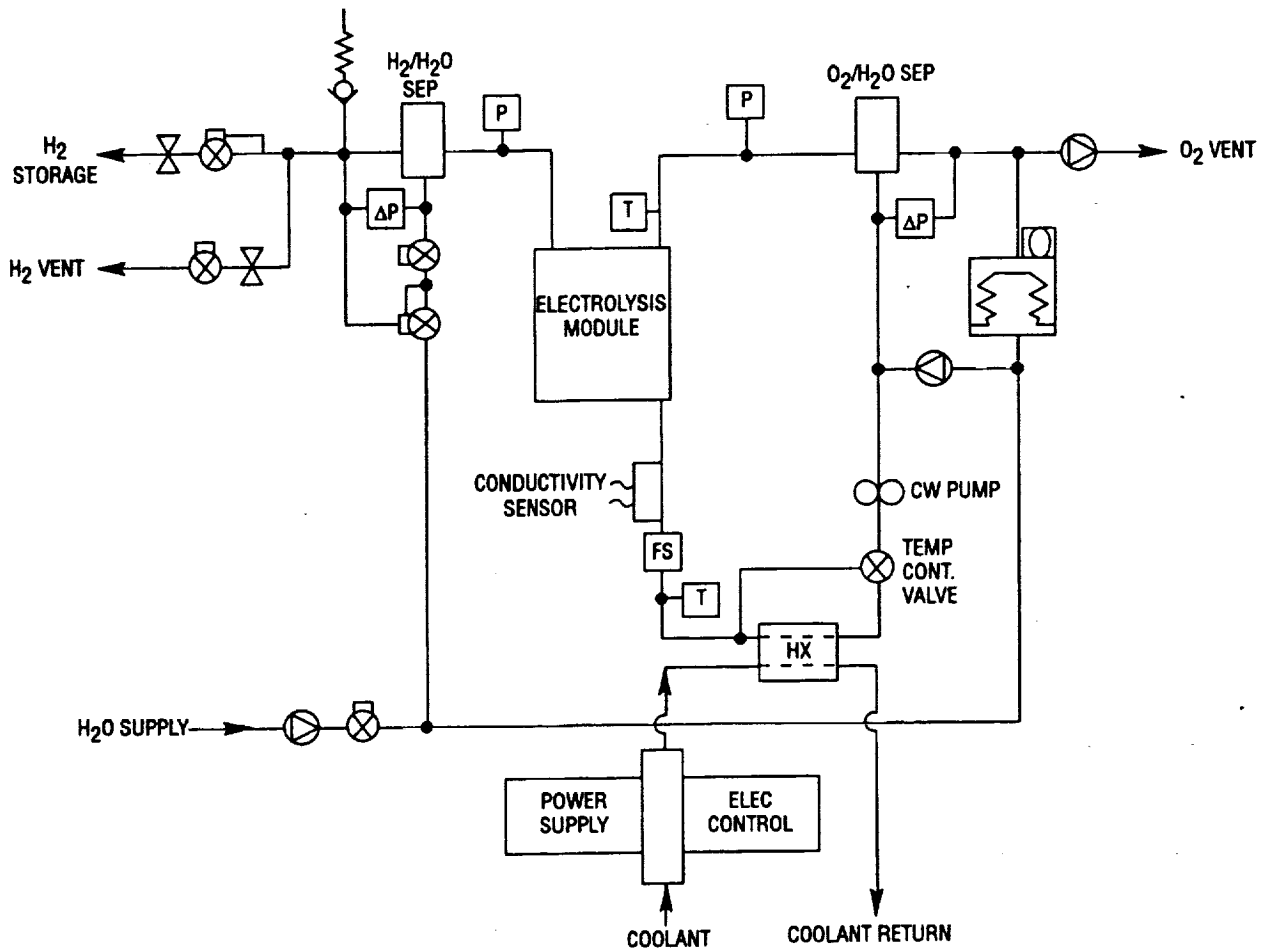 H2/H2O
SEP
O2/H2O SEP
P
P
H2
STORAGE
O2 VENT
T
ΔP
ΔP
H2 VENT
ELECTROLYSIS
MODULE
CONDUCTIVITY
SENSOR
CW PUMP
FS
TEMP
CONT.
VALVE
T
HX
H2O SUPPLY
POWER
SUPPLY
ELEC
CONTROL
COOLANT
COOLANT RETURN